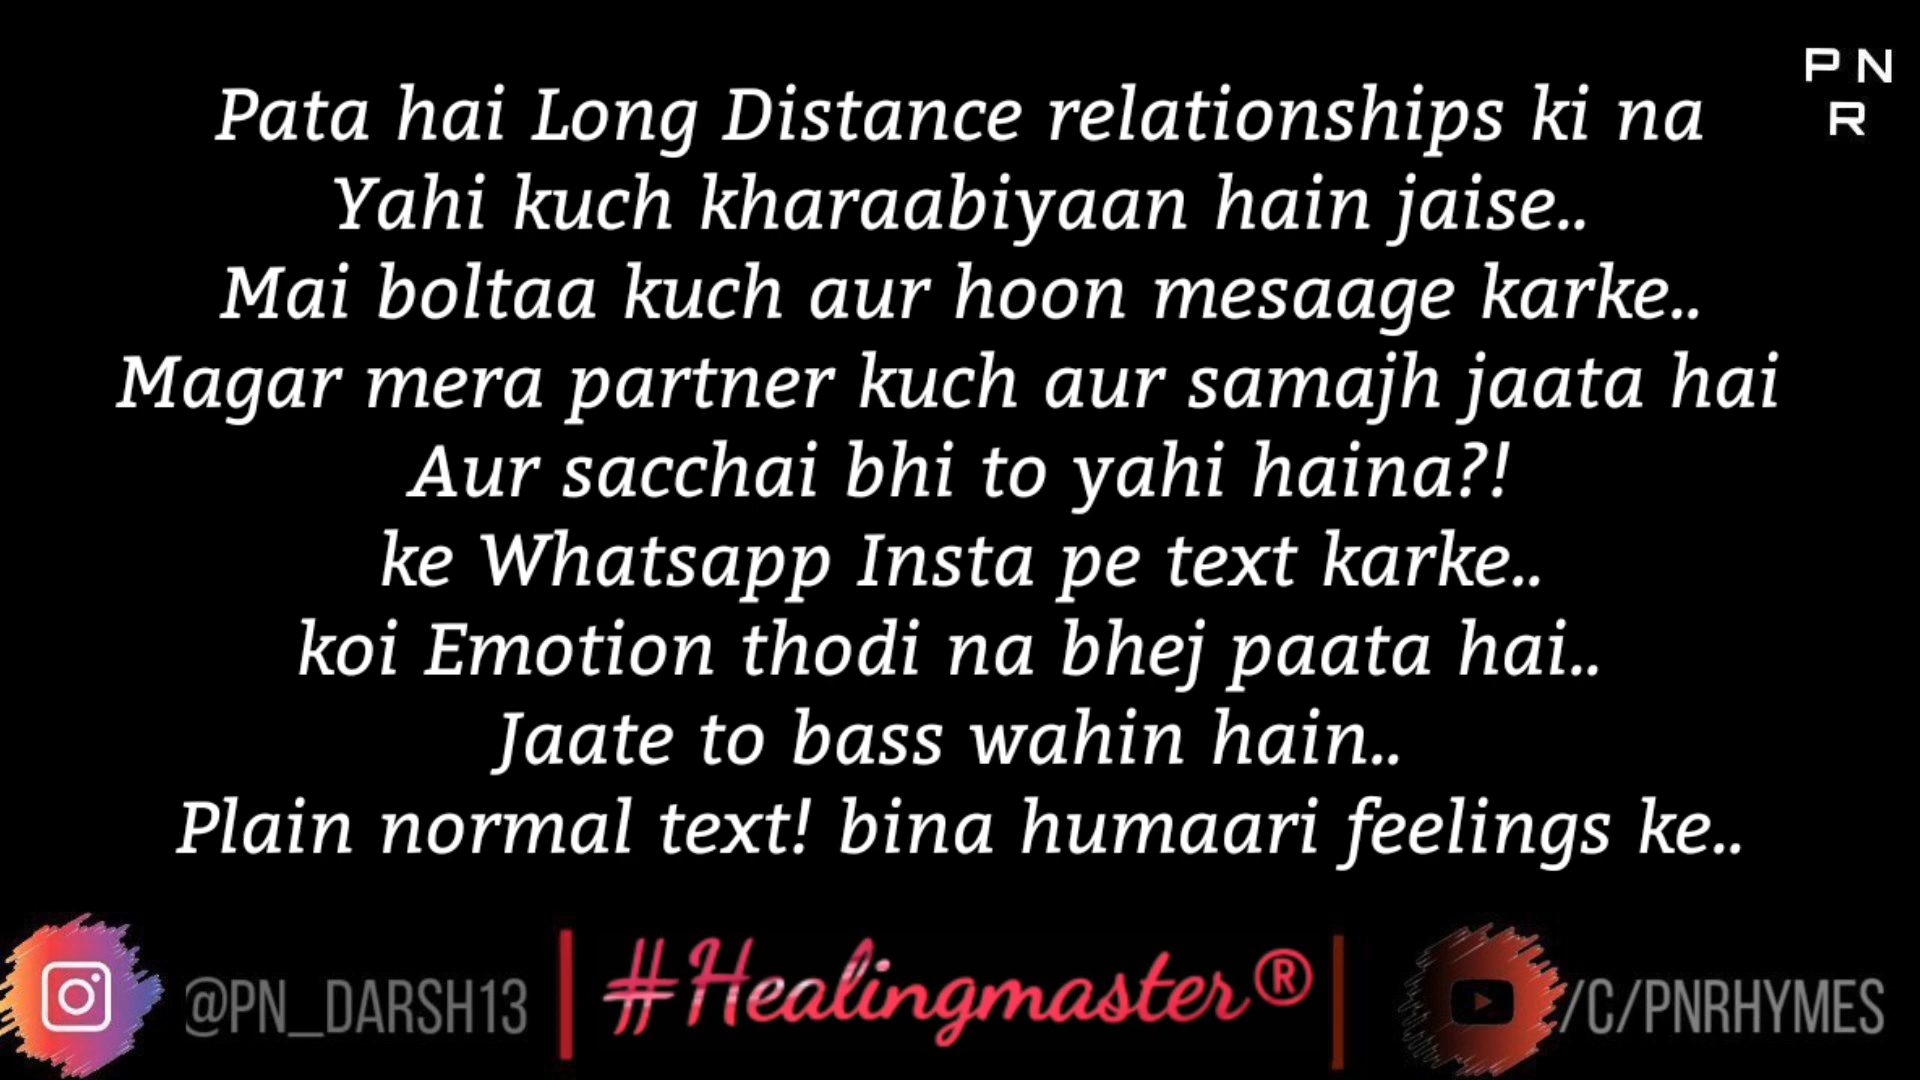 P N
R
Pata hai Long Distance relationships ki na
Yahi kuch kharaabiyaan hain jaise..
Mai boltaa kuch aur hoon mesaage karke..
Magar mera partner kuch aur samajh jaata hai
Aur sacchai bhi to yahi haina?!
ke Whatsapp Insta pe text karke..
koi Emotion thodi na bhej paata hai..
Jaate to bass wahin hain..
Plain normal text! bina humaari feelings ke..
@PN_DARSH13 | #Healingmaster® | /C/PNRHYMES